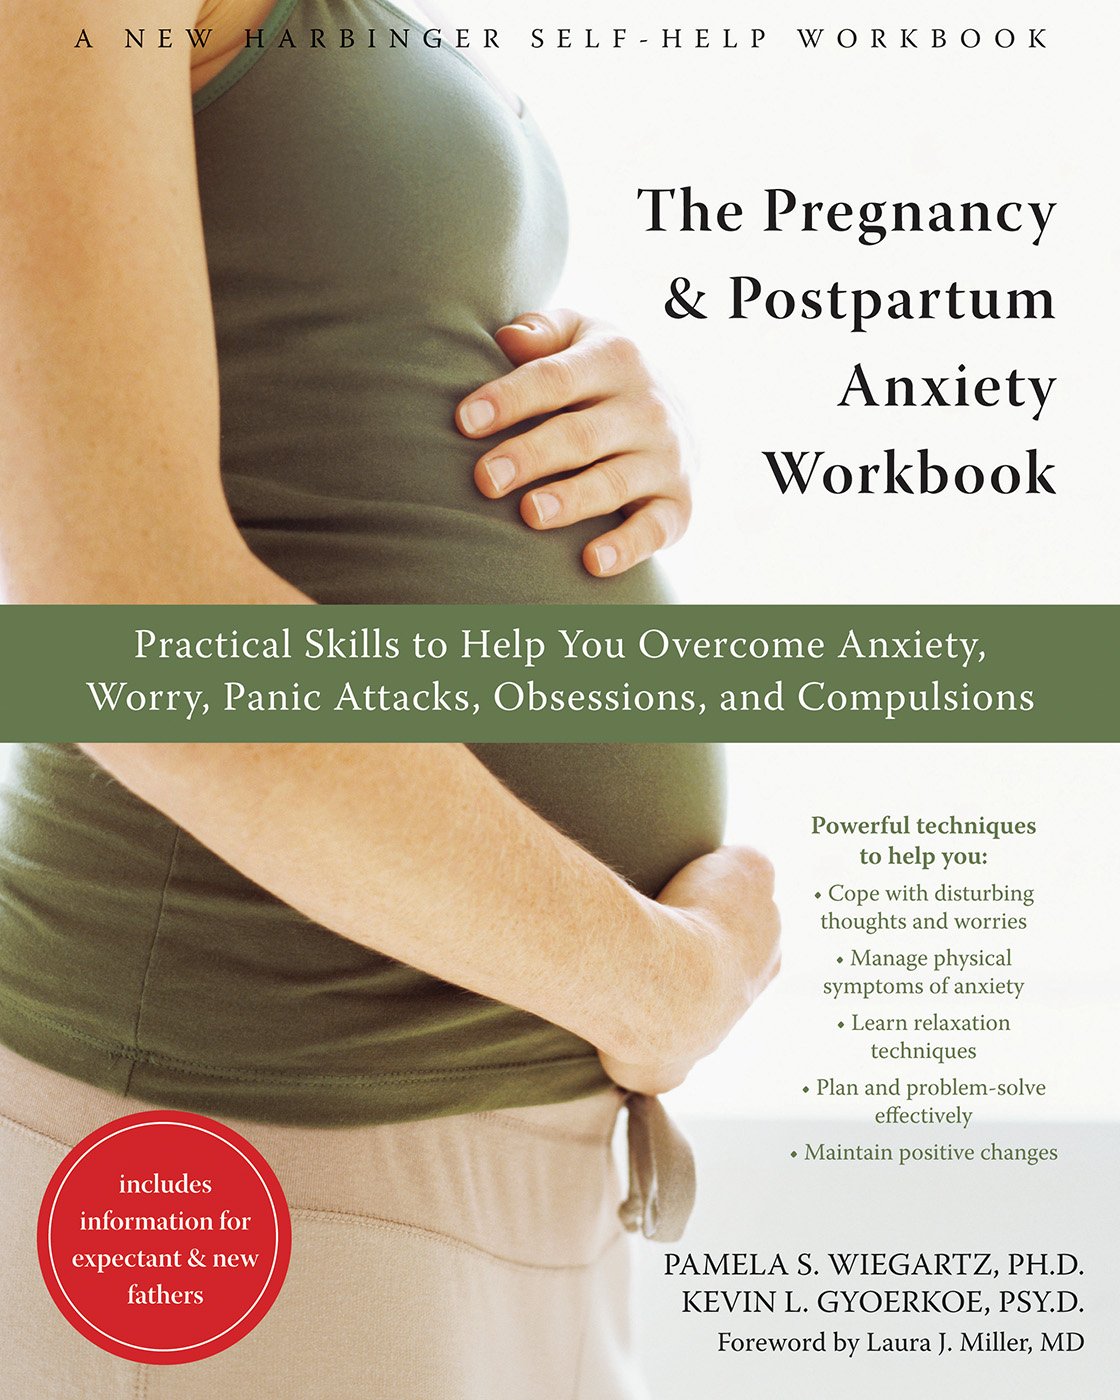 A NEW HARBINGER SELF-HELP WORKBOOK
The Pregnancy
& Postpartum
Anxiety
Workbook
Practical Skills to Help You Overcome Anxiety,
Worry, Panic Attacks, Obsessions, and Compulsions
Powerful techniques
to help you:
• Cope with disturbing
thoughts and worries
• Manage physical
symptoms of anxiety
• Learn relaxation
techniques
• Plan and problem-solve
effectively
• Maintain positive changes
includes
information for
expectant & new
fathers
PAMELA S. WIEGARTZ, PH.D.
KEVIN L. GYOERKOE, PSY.D.
Foreword by Laura J. Miller, MD